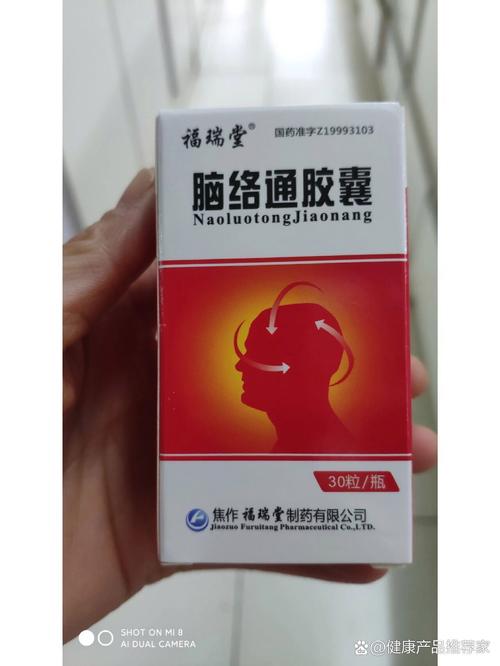 福瑞堂® 国药准字Z19993103
脑络通胶囊
NaoluotongJiaonang
30粒/瓶
焦作福瑞堂制药有限公司
Jiaozuo Furuitang Pharmaceutical Co.,LTD.
SHOT ON MI 8
AI DUAL CAMERA
@健康产品推荐家